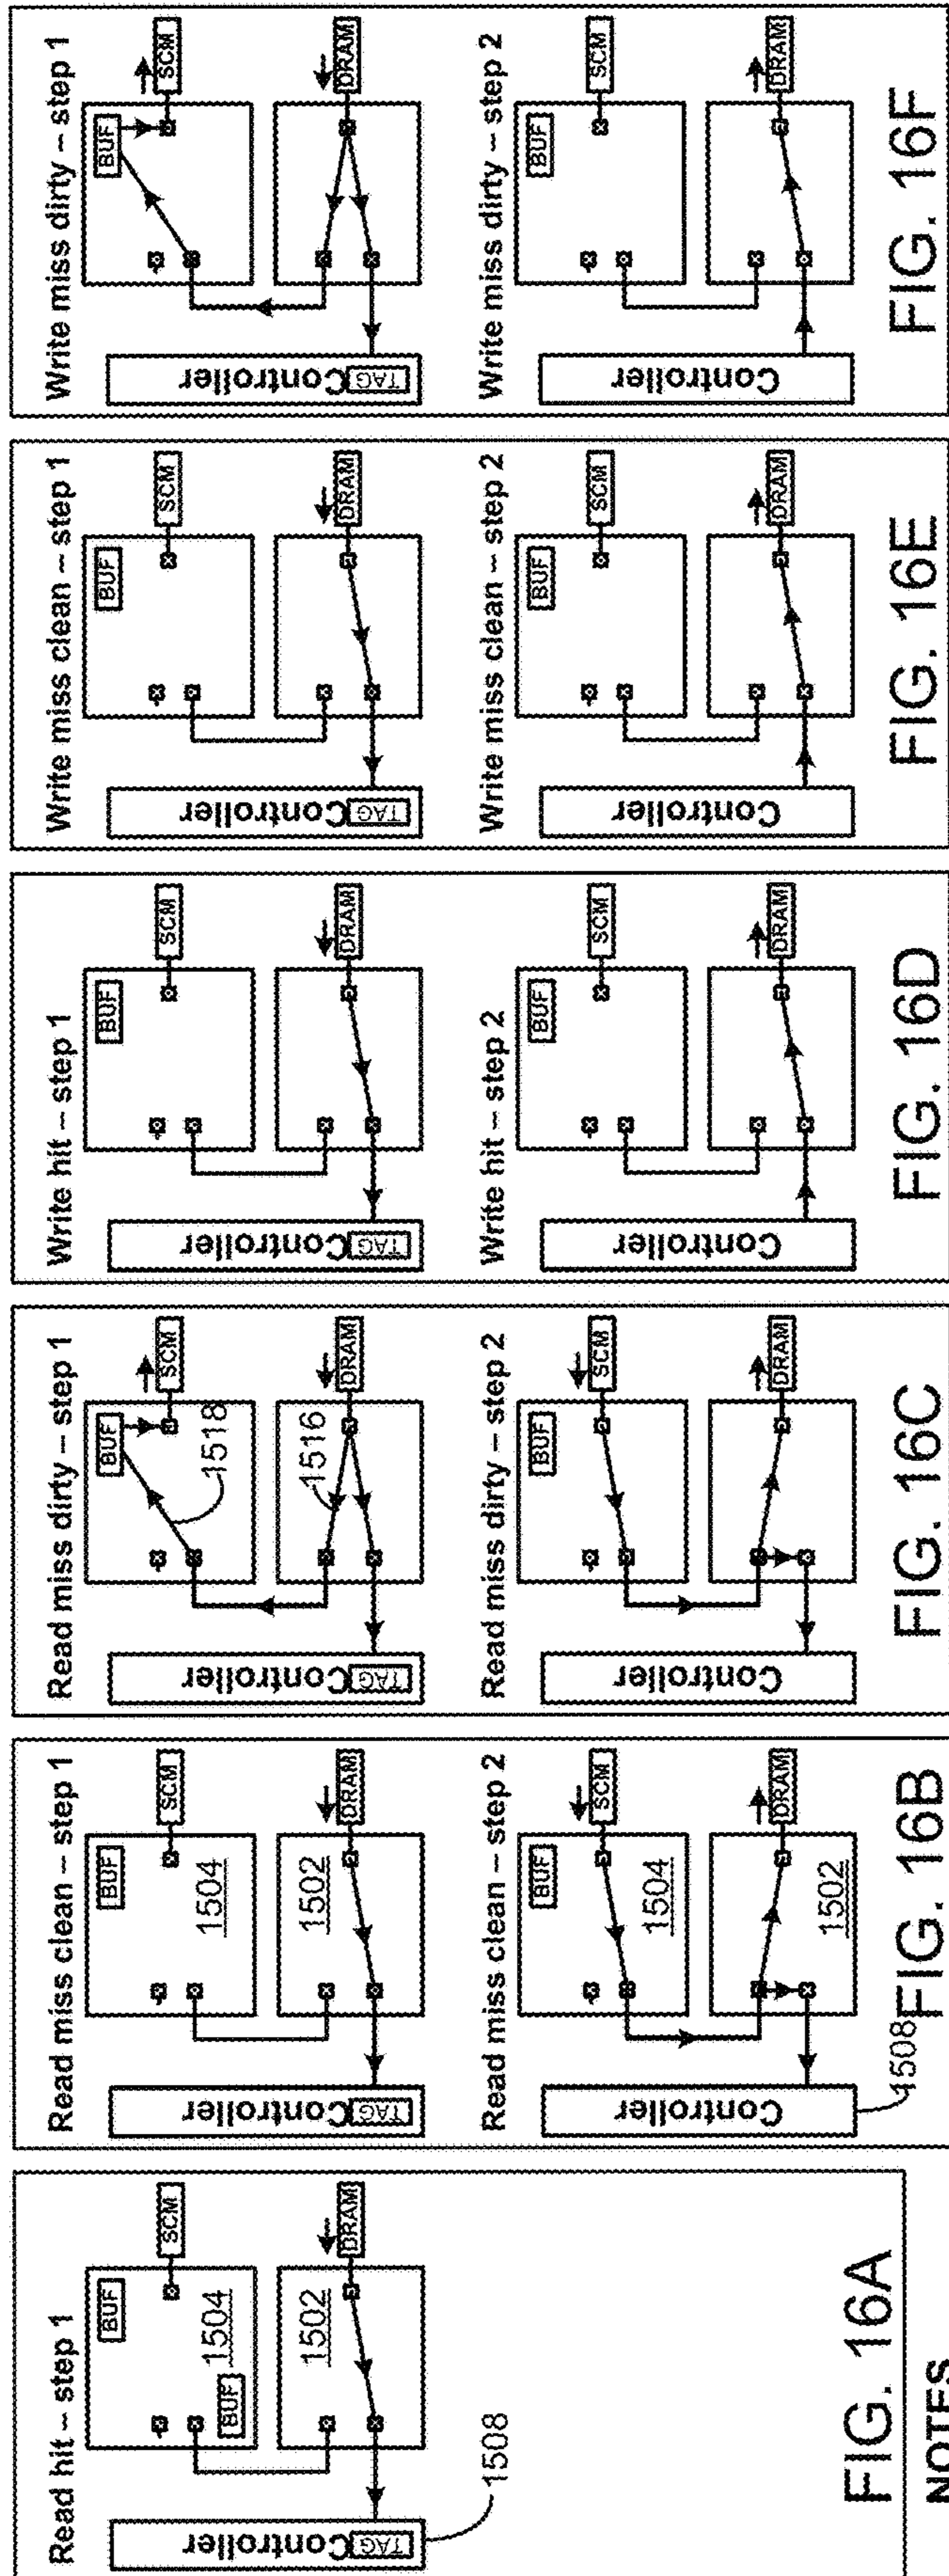 Read hit – step 1
BUF
SCM
1504
BUF
1502
DRAM
Controller
TAG
1508
FIG. 16A
NOTES
Read miss clean – step 1
BUF
SCM
1504
1502
DRAM
Controller
TAG
Read miss clean – step 2
BUF
SCM
1504
1502
DRAM
Controller
1508
FIG. 16B
Read miss dirty – step 1
BUF
SCM
1518
1516
DRAM
Controller
TAG
Read miss dirty – step 2
BUF
SCM
DRAM
Controller
FIG. 16C
Write hit – step 1
BUF
SCM
DRAM
Controller
TAG
Write hit – step 2
BUF
SCM
DRAM
Controller
FIG. 16D
Write miss clean – step 1
BUF
SCM
DRAM
Controller
TAG
Write miss clean – step 2
BUF
SCM
DRAM
Controller
FIG. 16E
Write miss dirty – step 1
BUF
SCM
DRAM
Controller
TAG
Write miss dirty – step 2
BUF
SCM
DRAM
Controller
FIG. 16F